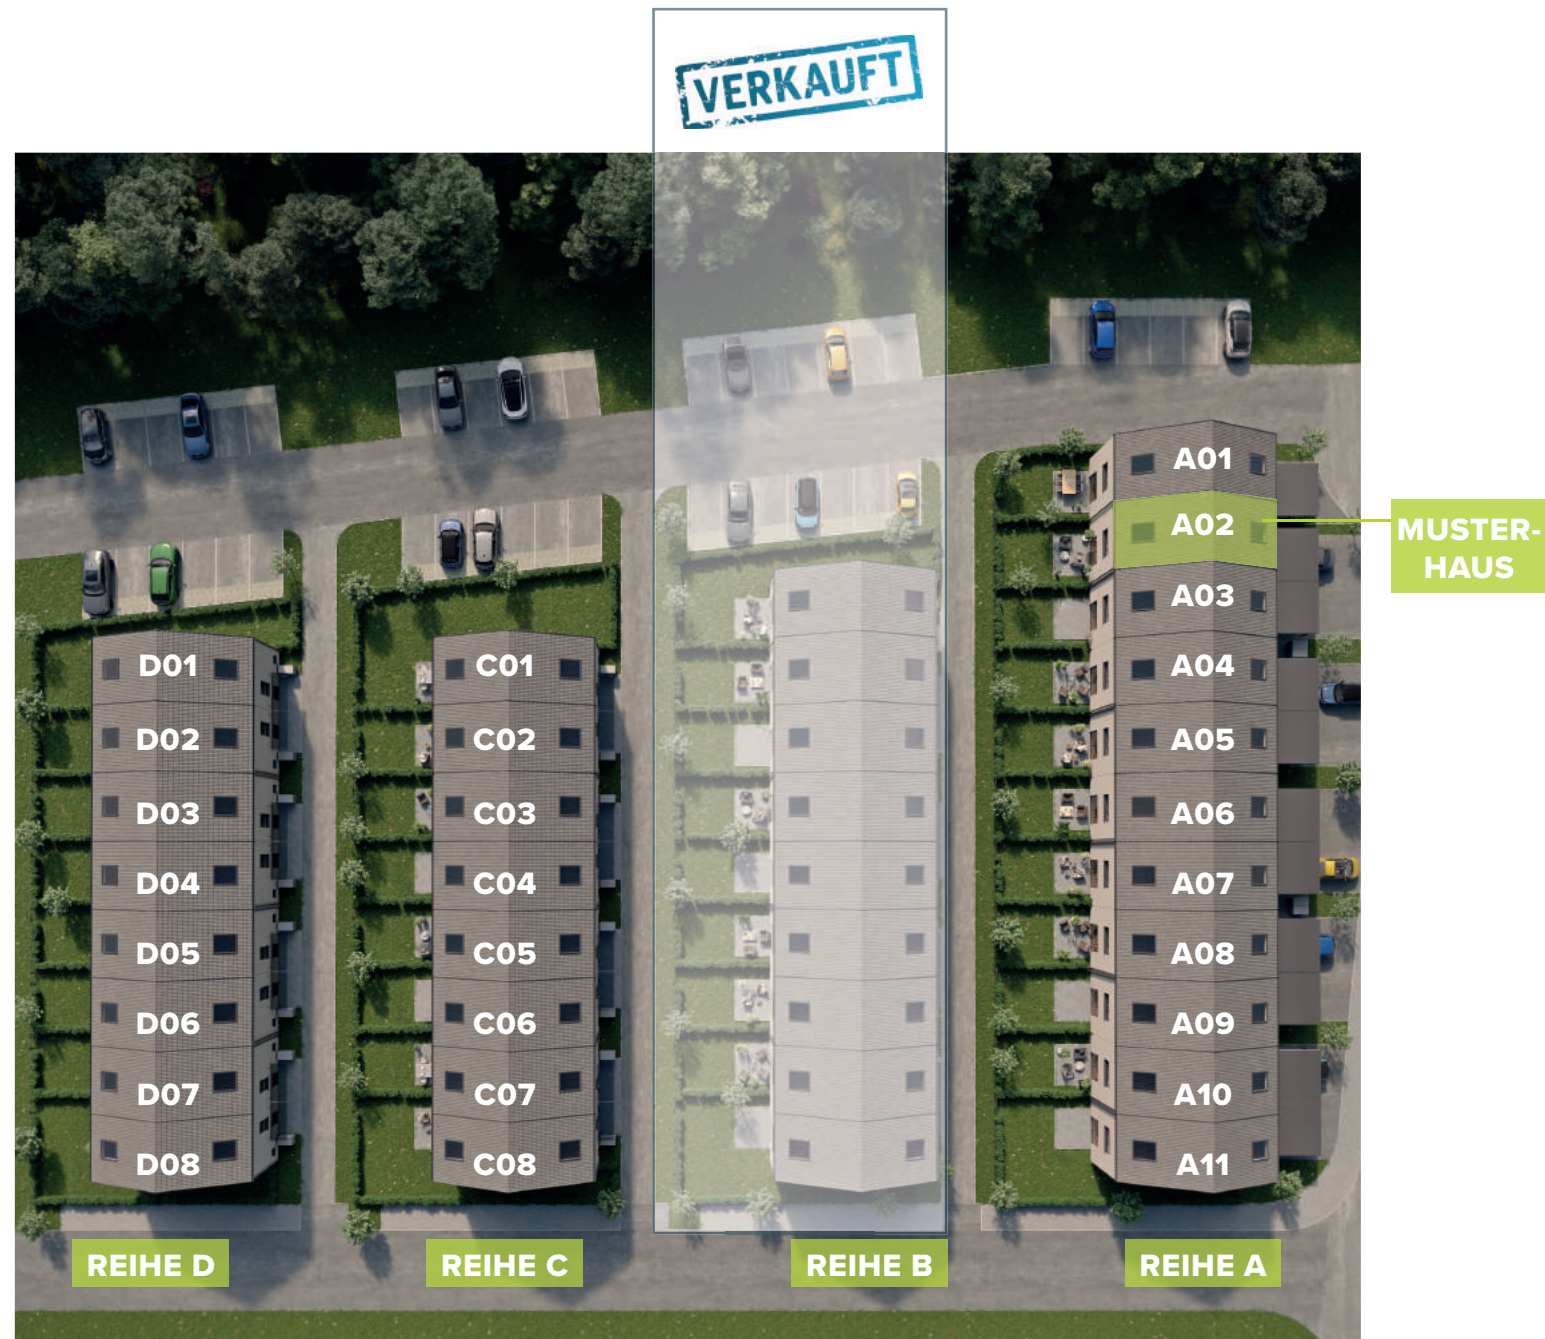 VERKAUFT
A01
A02
MUSTER-
HAUS
A03
A04
A05
A06
A07
A08
A09
A10
A11
D01
D02
D03
D04
D05
D06
D07
D08
C01
C02
C03
C04
C05
C06
C07
C08
REIHE D
REIHE C
REIHE B
REIHE A